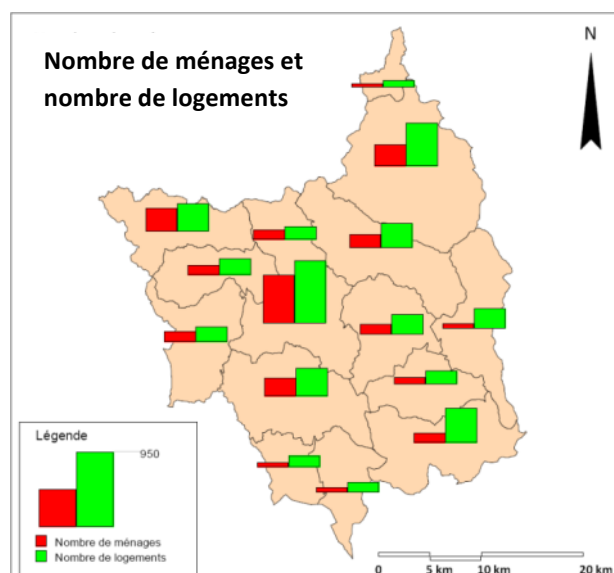 Nombre de ménages et
nombre de logements
N
Légende
950
Nombre de ménages
Nombre de logements
0 5 km 10 km 20 km